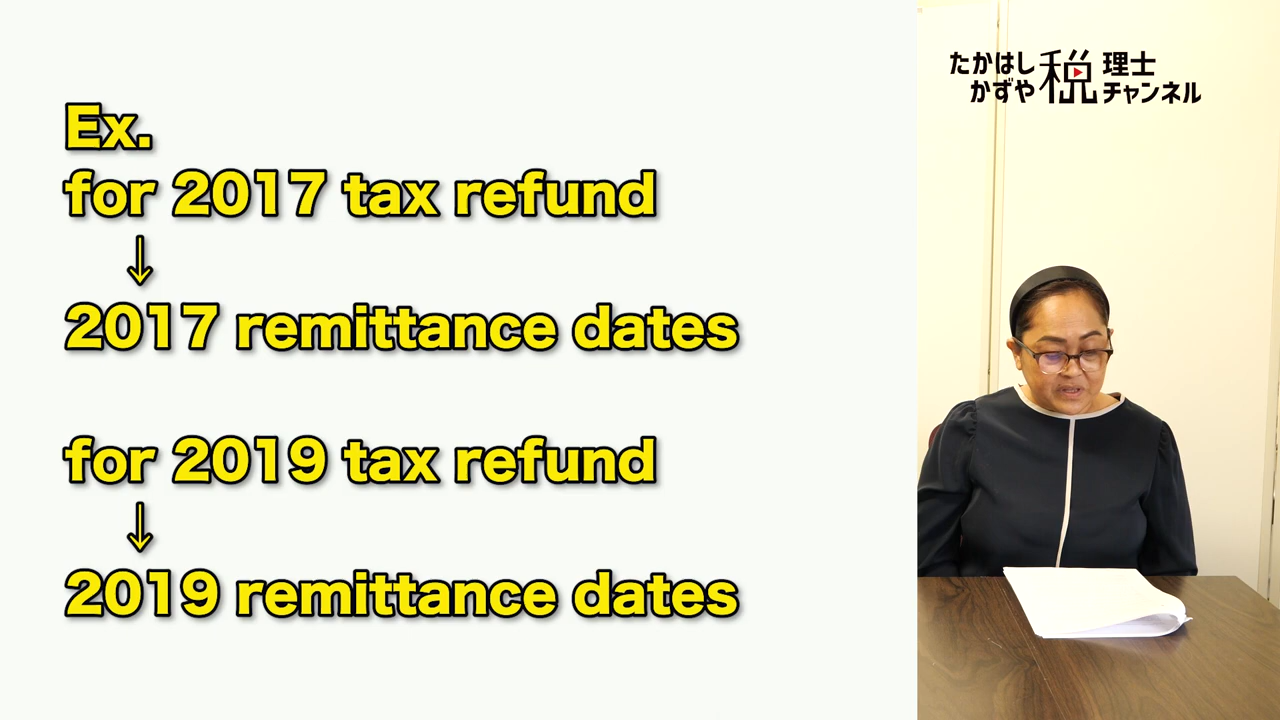 Ex.
for 2017 tax refund
↓
2017 remittance dates
for 2019 tax refund
↓
2019 remittance dates
たかはし
かずや
税
理士
チャンネル